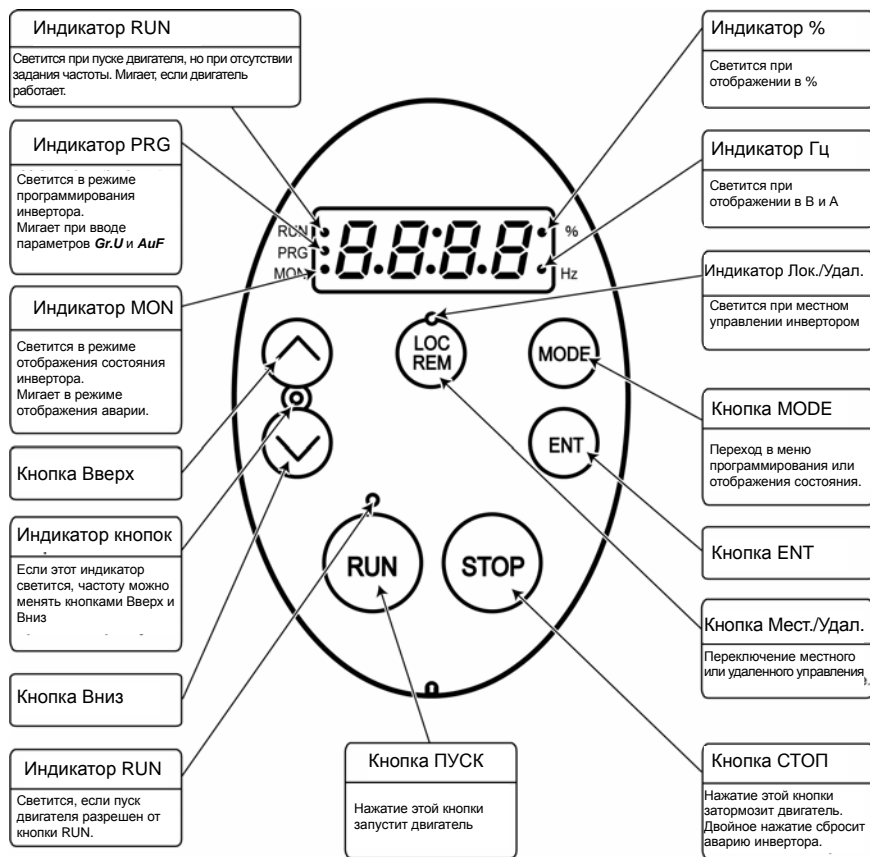 Индикатор RUN
Светится при пуске двигателя, но при отсутствии
задания частоты. Мигает, если двигатель
работает.
Индикатор PRG
Светится в режиме
программирования
инвертора.
Мигает при вводе
параметров Gr.U и AuF
Индикатор MON
Светится в режиме
отображения состояния
инвертора.
Мигает в режиме
отображения аварии.
Кнопка Вверх
Индикатор кнопок
Если этот индикатор
светится, частоту можно
менять кнопками Вверх и
Вниз
Кнопка Вниз
Индикатор RUN
Светится, если пуск
двигателя разрешен от
кнопки RUN.
RUN
PRG
MON
8.8.8.8
%
Hz
LOC
REM
MODE
ENT
RUN
STOP
Кнопка ПУСК
Нажатие этой кнопки
запустит двигатель
Индикатор %
Светится при
отображении в %
Индикатор Гц
Светится при
отображении в В и А
Индикатор Лок./Удал.
Светится при местном
управлении инвертором
Кнопка MODE
Переход в меню
программирования или
отображения состояния.
Кнопка ENT
Кнопка Мест./Удал.
Переключение местного
или удаленного управления
Кнопка СТОП
Нажатие этой кнопки
затормозит двигатель.
Двойное нажатие сбросит
аварию инвертора.